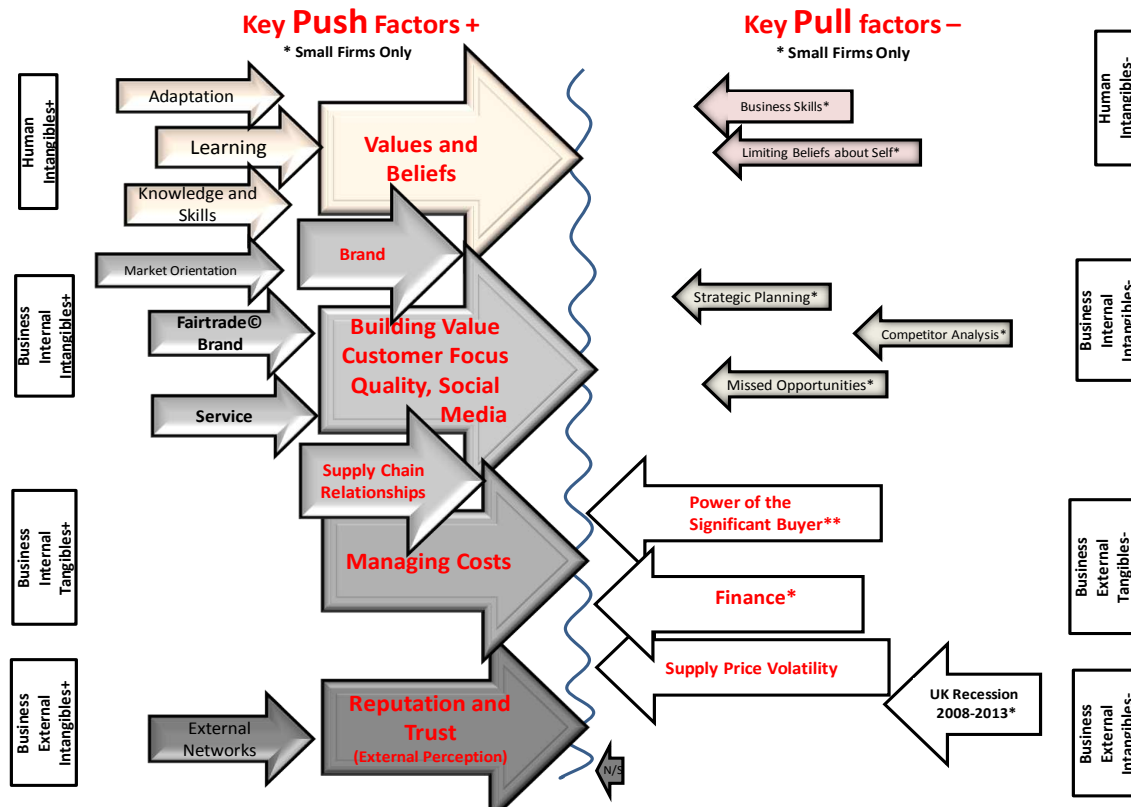 Key Push Factors +
* Small Firms Only
Key Pull factors –
* Small Firms Only
Human
Intangibles+
Adaptation
Learning
Knowledge and
Skills
Values and
Beliefs
Business Skills*
Limiting Beliefs about Self*
Human
Intangibles-
Business
Internal
Intangibles+
Market Orientation
Fairtrade©
Brand
Service
Brand
Building Value
Customer Focus
Quality, Social
Media
Strategic Planning*
Competitor Analysis*
Missed Opportunities*
Business
Internal
Intangibles-
Business
Internal
Tangibles+
Supply Chain
Relationships
Managing Costs
Power of the
Significant Buyer**
Finance*
Supply Price Volatility
Business
External
Tangibles-
Business
External
Intangibles+
External
Networks
Reputation and
Trust
(External Perception)
N/S
UK Recession
2008-2013*
Business
External
Intangibles-